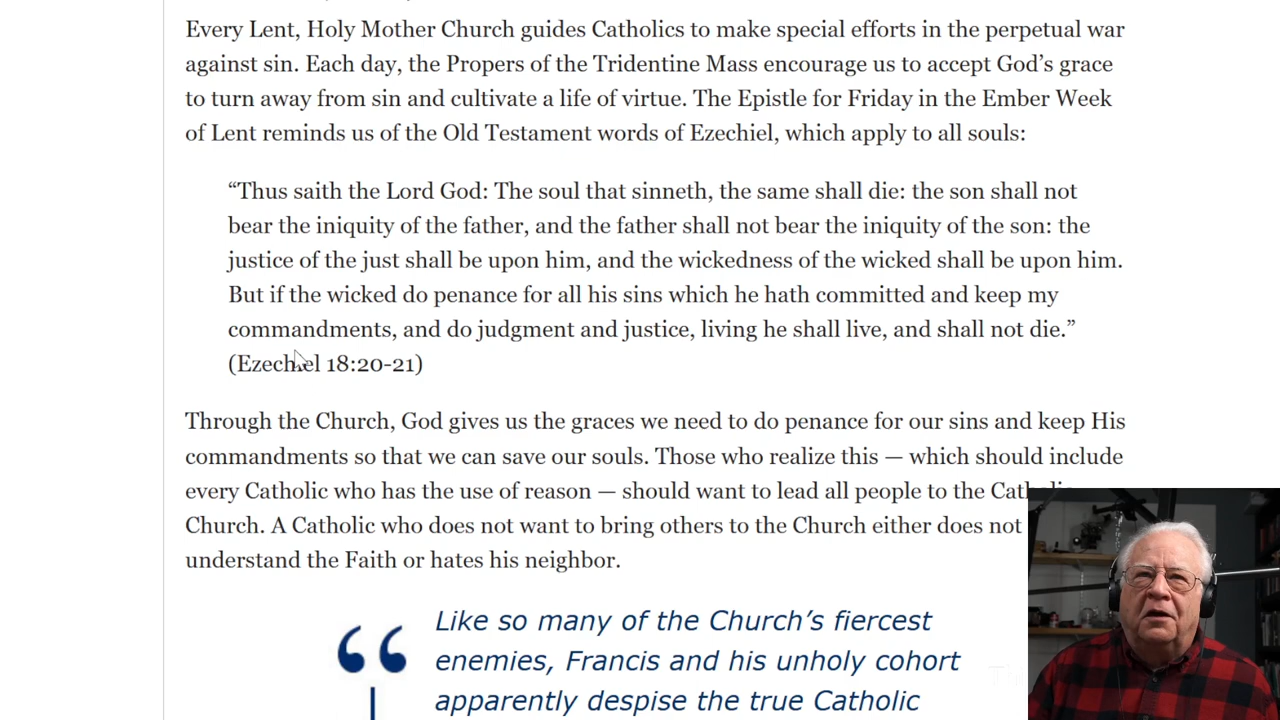 Every Lent, Holy Mother Church guides Catholics to make special efforts in the perpetual war
against sin. Each day, the Propers of the Tridentine Mass encourage us to accept God’s grace
to turn away from sin and cultivate a life of virtue. The Epistle for Friday in the Ember Week
of Lent reminds us of the Old Testament words of Ezechiel, which apply to all souls:
“Thus saith the Lord God: The soul that sinneth, the same shall die: the son shall not
bear the iniquity of the father, and the father shall not bear the iniquity of the son: the
justice of the just shall be upon him, and the wickedness of the wicked shall be upon him.
But if the wicked do penance for all his sins which he hath committed and keep my
commandments, and do judgment and justice, living he shall live, and shall not die.”
(Ezechiel 18:20-21)
Through the Church, God gives us the graces we need to do penance for our sins and keep His
commandments so that we can save our souls. Those who realize this — which should include
every Catholic who has the use of reason — should want to lead all people to the Catholic
Church. A Catholic who does not want to bring others to the Church either does not
understand the Faith or hates his neighbor.
“ Like so many of the Church’s fiercest
enemies, Francis and his unholy cohort
apparently despise the true Catholic